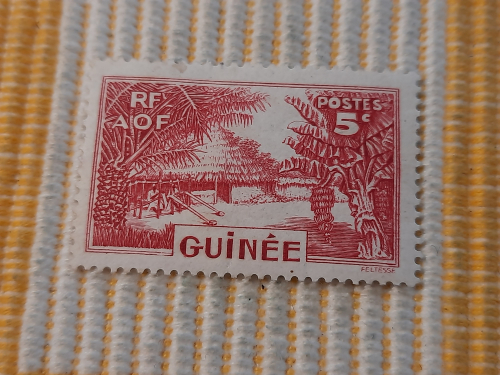 RF
AOF
POSTES
5c
GUINÉE
FELTESSE